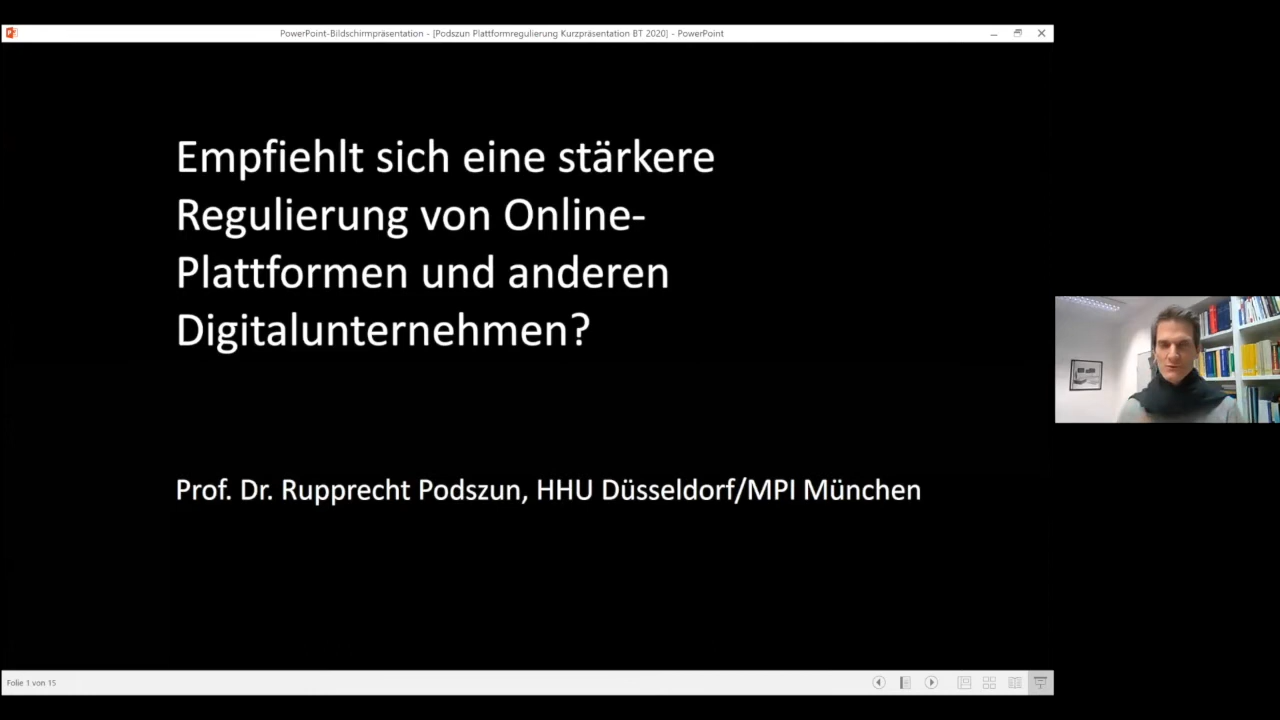 PowerPoint-Bildschirmpräsentation - [Podszun Plattformregulierung Kurzpräsentation BT 2020] - PowerPoint
Empfiehlt sich eine stärkere
Regulierung von Online-
Plattformen und anderen
Digitalunternehmen?
Prof. Dr. Rupprecht Podszun, HHU Düsseldorf/MPI München
Folie 1 von 15